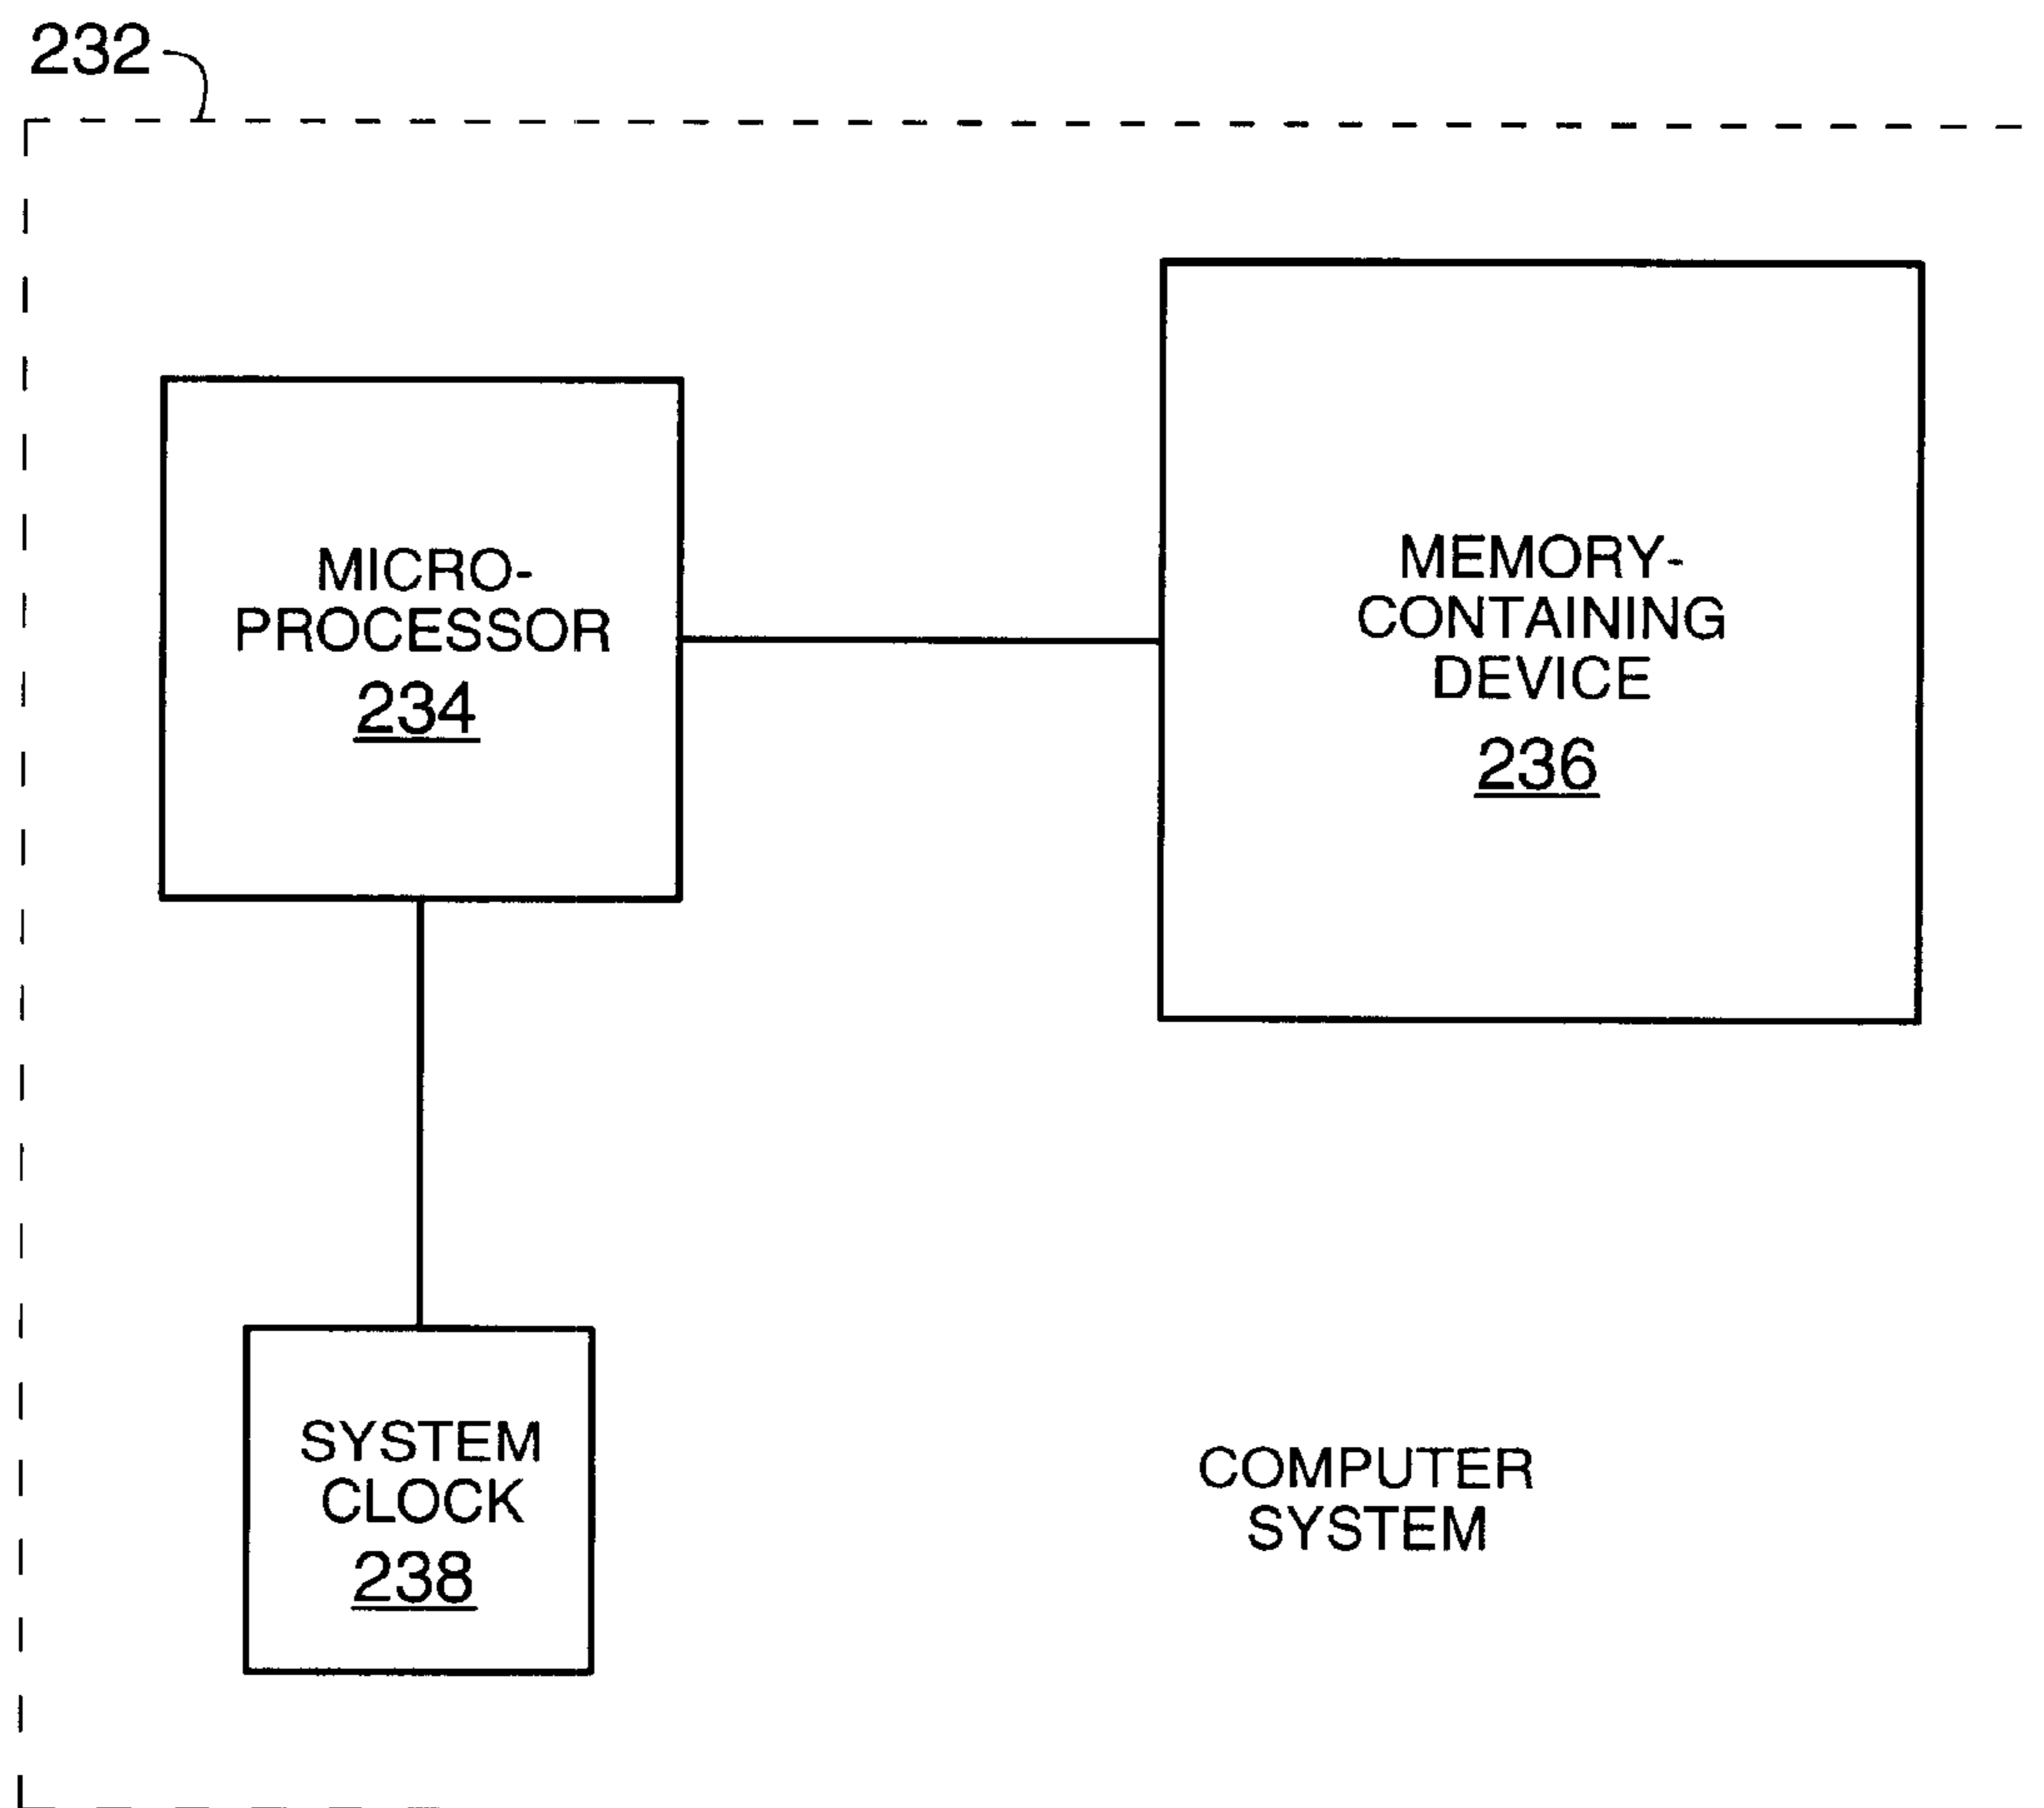 232
MICRO-
PROCESSOR
234
MEMORY-
CONTAINING
DEVICE
236
SYSTEM
CLOCK
238
COMPUTER
SYSTEM